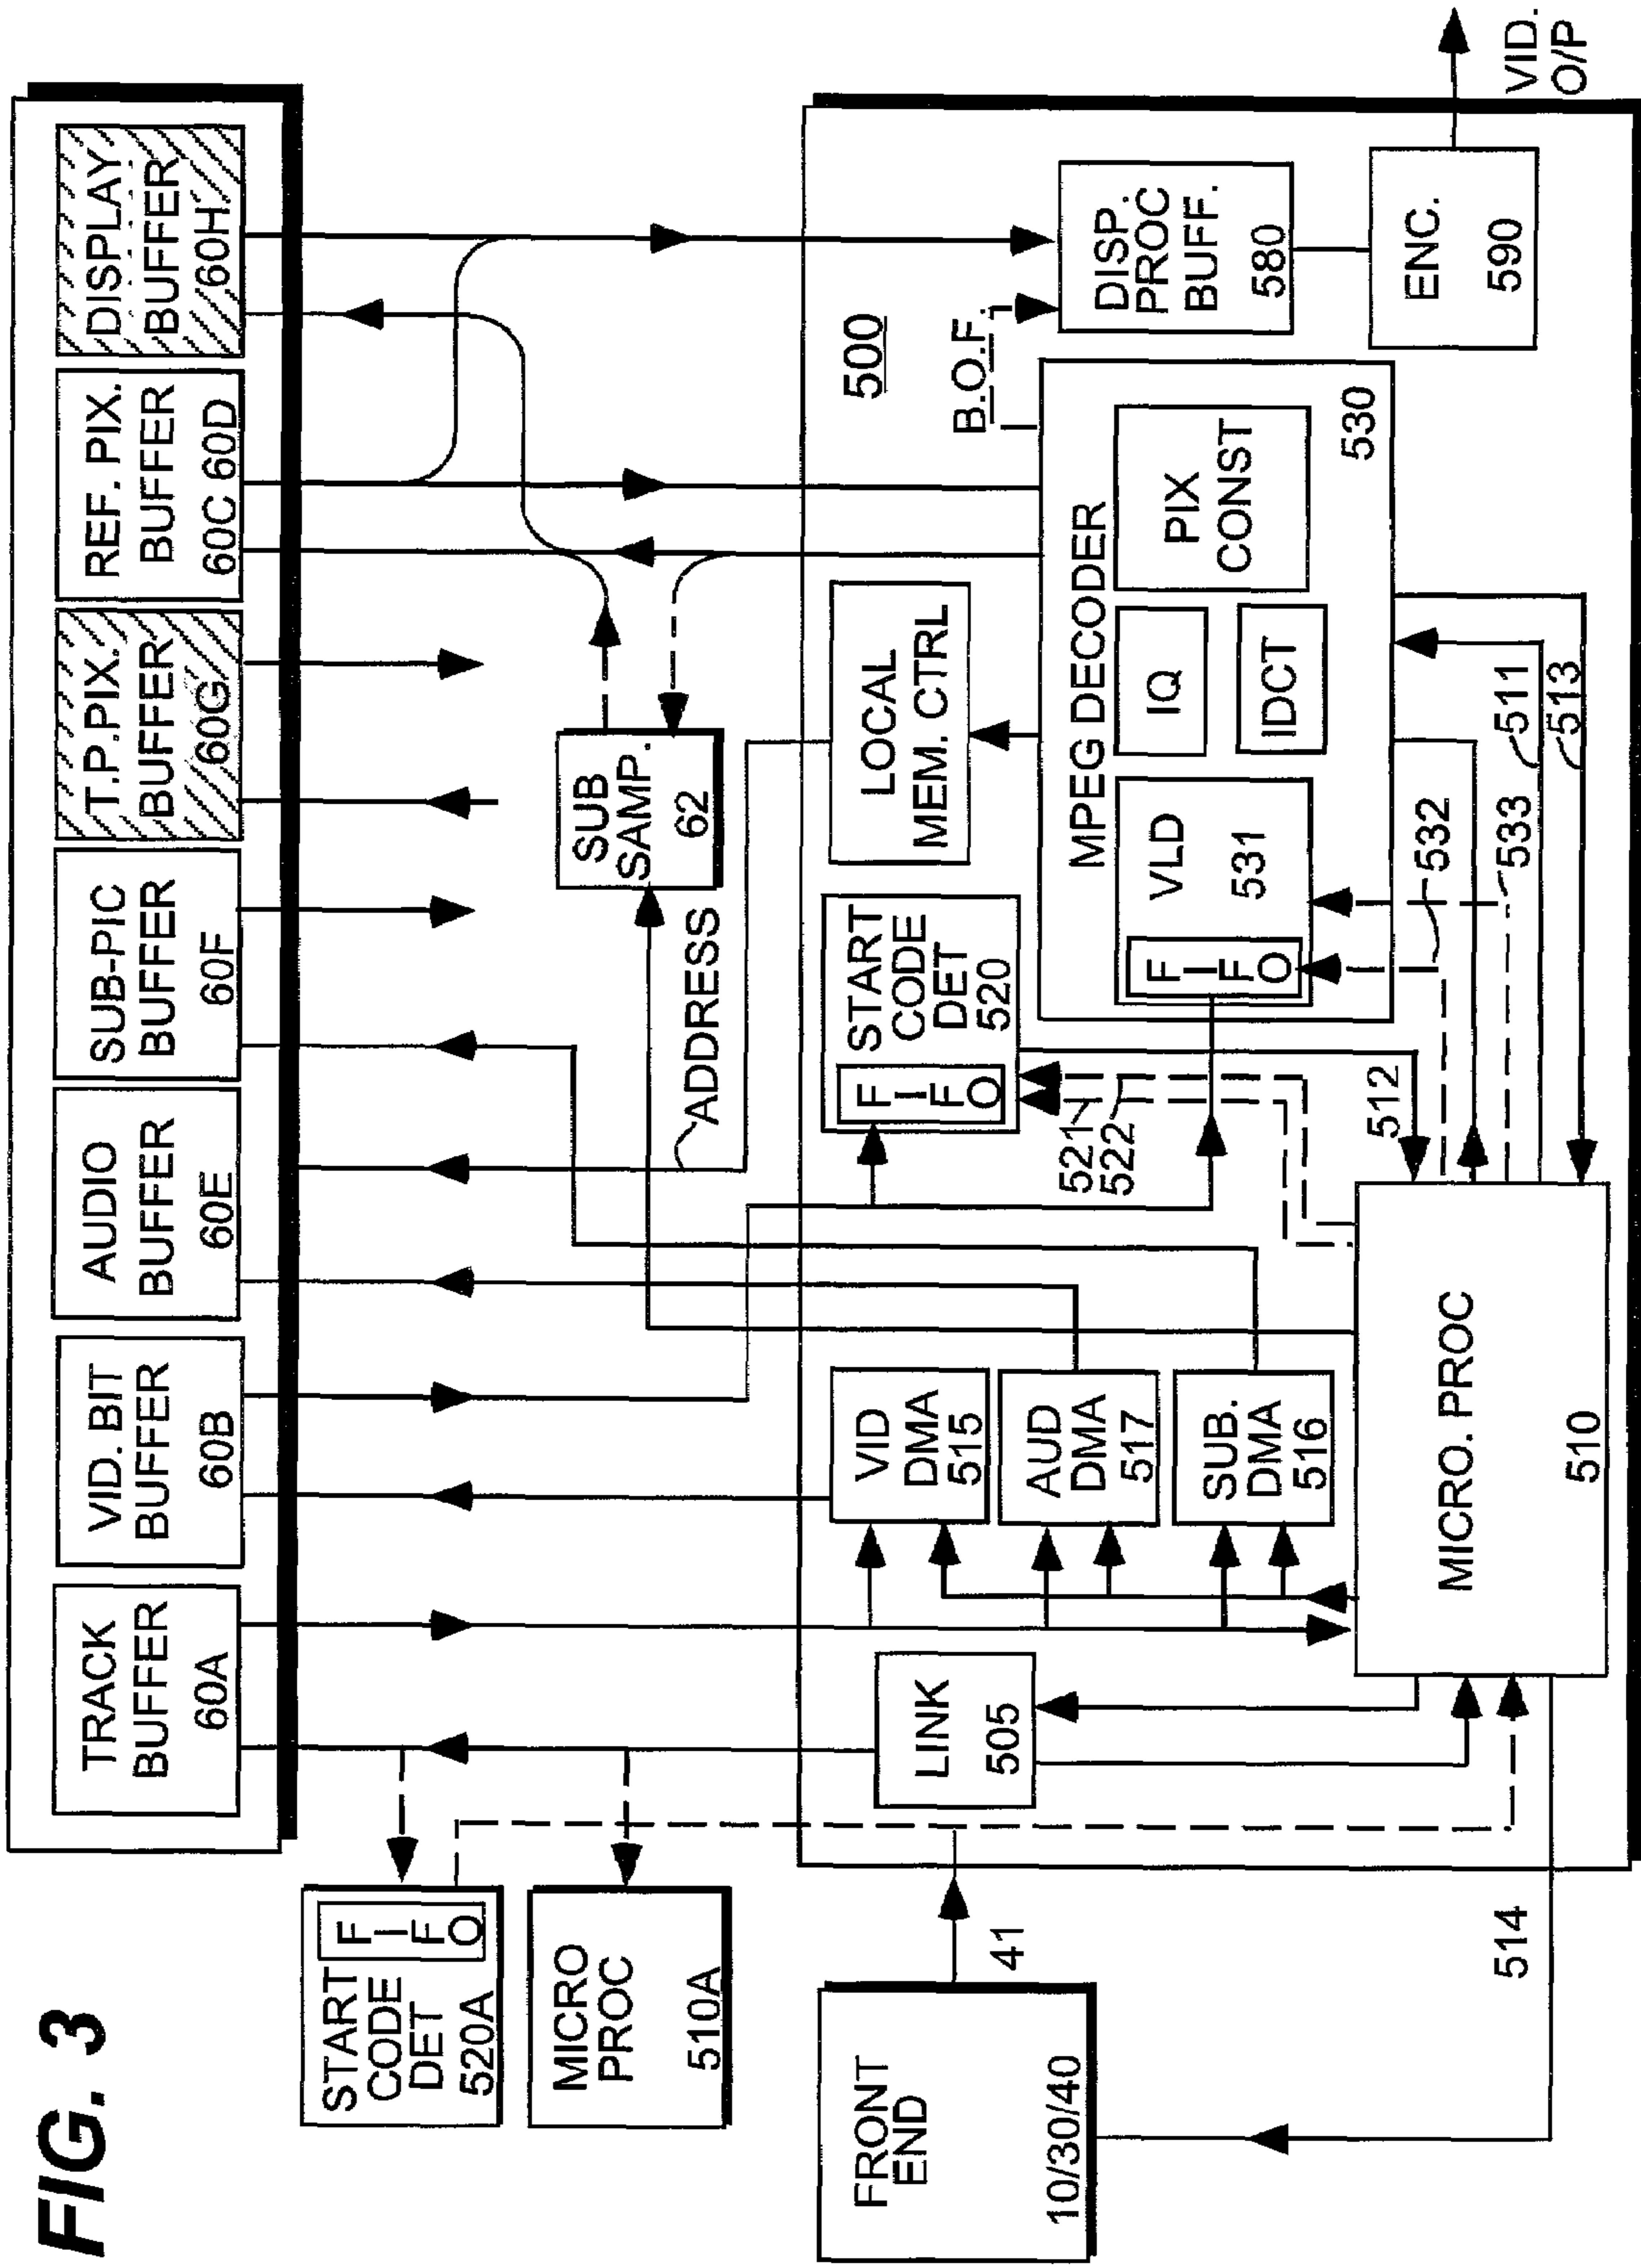 FIG. 3
TRACK
BUFFER
60A
VID. BIT
BUFFER
60B
AUDIO
BUFFER
60E
SUB-PIC
BUFFER
60F
T.P.PIX.
BUFFER
60G
REF. PIX.
BUFFER
60C 60D
DISPLAY
BUFFER
60H
START
CODE
DET
520A
FIFO
MICRO
PROC
510A
ADDRESS
SUB
SAMP.
62
FRONT
END
10/30/40
41
514
500
LINK
505
VID
DMA
515
AUD
DMA
517
SUB.
DMA
516
START
CODE
DET
520
FIFO
521
522
LOCAL
MEM. CTRL
MPEG DECODER
530
VLD
531
FIFO
IQ
IDCT
PIX
CONST
B.O.F.
DISP.
PROC
BUFF.
580
ENC.
590
VID.
O/P
MICRO. PROC
510
512
532
533
511
513